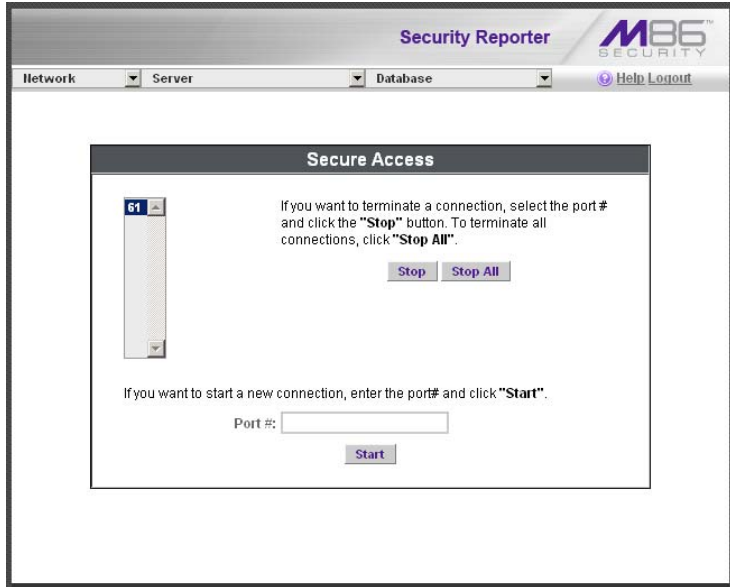 Security Reporter
M86
SECURITY
Network Server Database Help Logout
Secure Access
61
If you want to terminate a connection, select the port #
and click the "Stop" button. To terminate all
connections, click "Stop All".
Stop Stop All
If you want to start a new connection, enter the port# and click "Start".
Port #:
Start